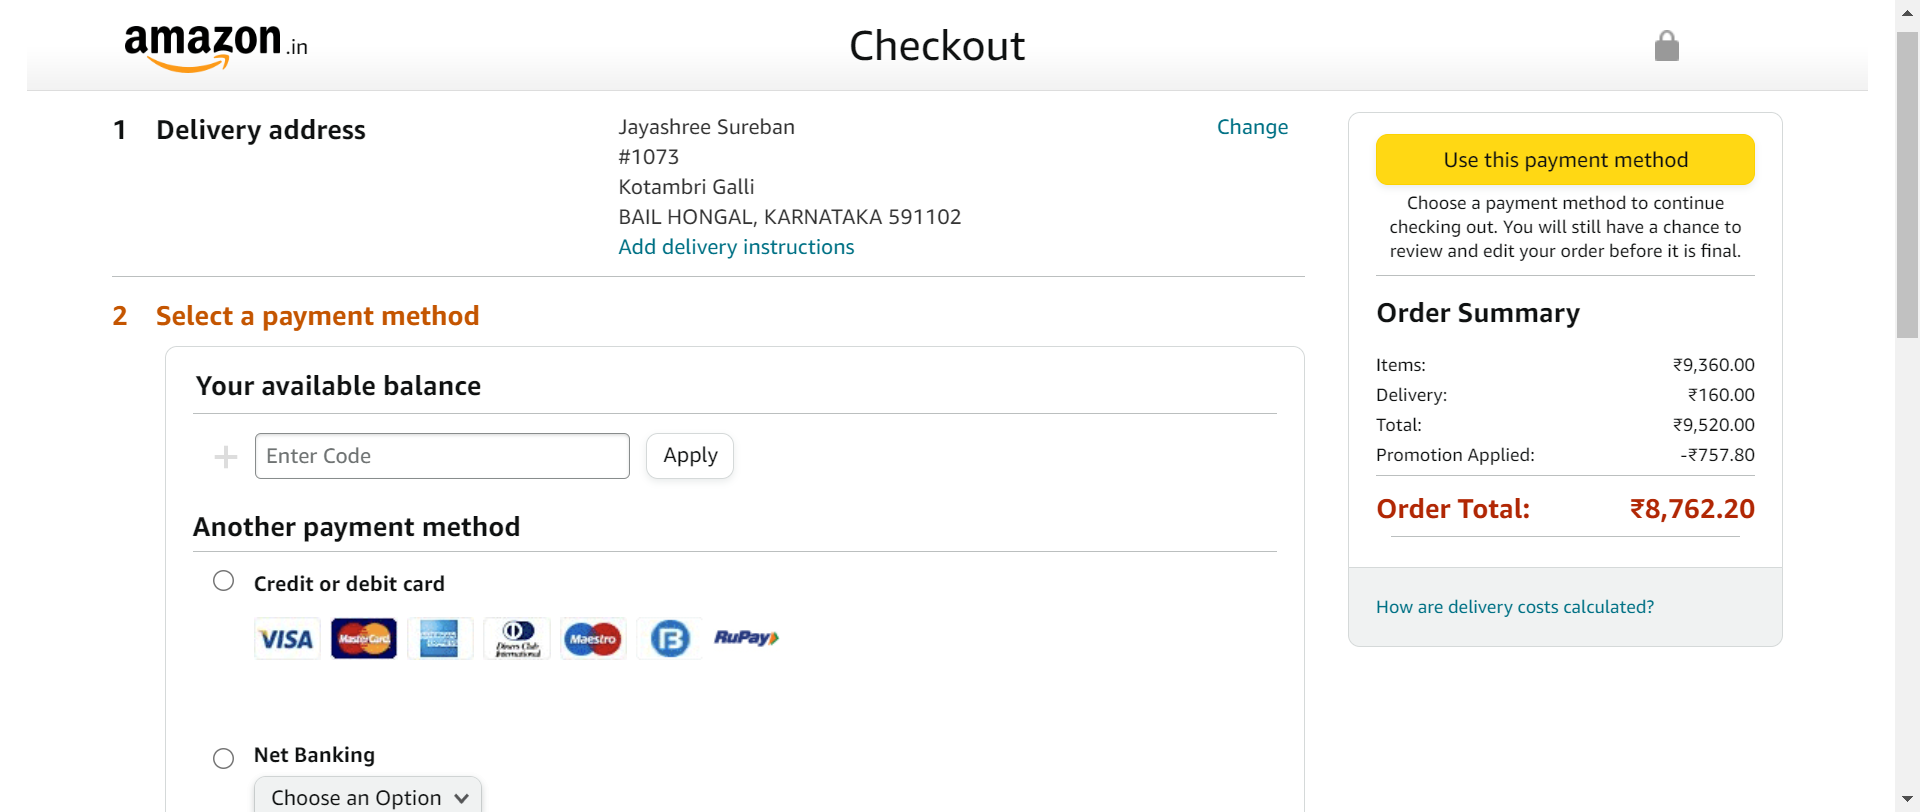 amazon.in
Checkout
1 Delivery address
Jayashree Sureban
#1073
Kotambri Galli
BAIL HONGAL, KARNATAKA 591102
Add delivery instructions
Change
2 Select a payment method
Your available balance
Enter Code
Apply
Another payment method
Credit or debit card
VISA
MasterCard
AMERICAN EXPRESS
Diners Club International
Maestro
B
RuPay
Net Banking
Choose an Option
Use this payment method
Choose a payment method to continue
checking out. You will still have a chance to
review and edit your order before it is final.
Order Summary
Items: ₹9,360.00
Delivery: ₹160.00
Total: ₹9,520.00
Promotion Applied: -₹757.80
Order Total: ₹8,762.20
How are delivery costs calculated?